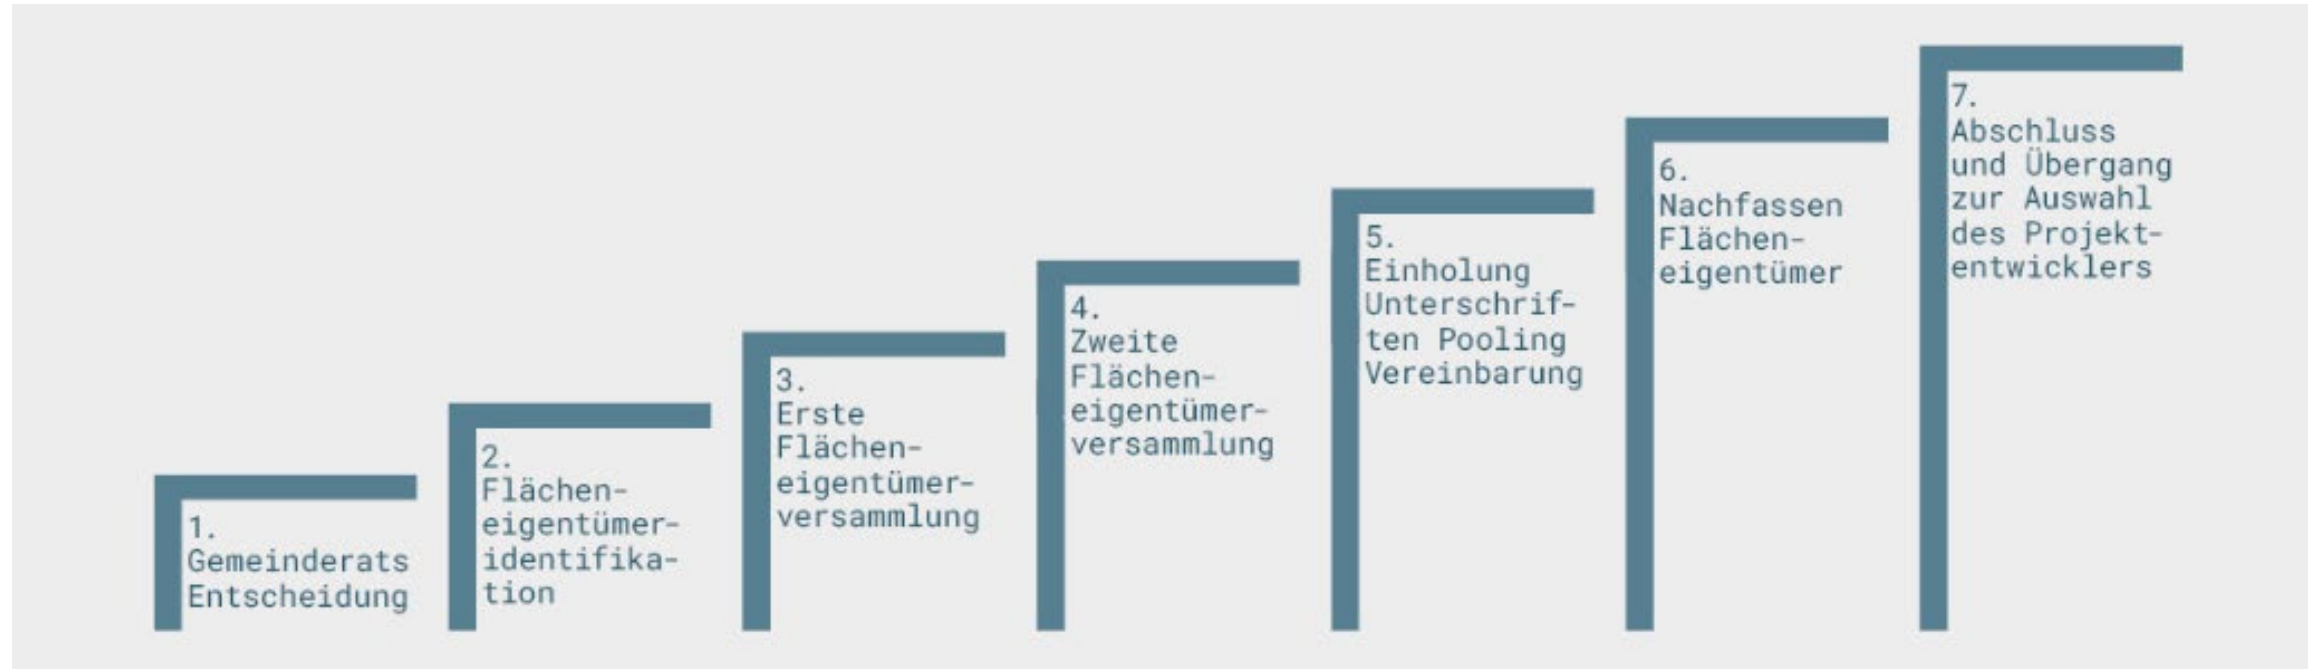 1.
Gemeinderats
Entscheidung
2.
Flächen-
eigentümer-
identifika-
tion
3.
Erste
Flächen-
eigentümer-
versammlung
4.
Zweite
Flächen-
eigentümer-
versammlung
5.
Einholung
Unterschrif-
ten Pooling
Vereinbarung
6.
Nachfassen
Flächen-
eigentümer
7.
Abschluss
und Übergang
zur Auswahl
des Projekt-
entwicklers